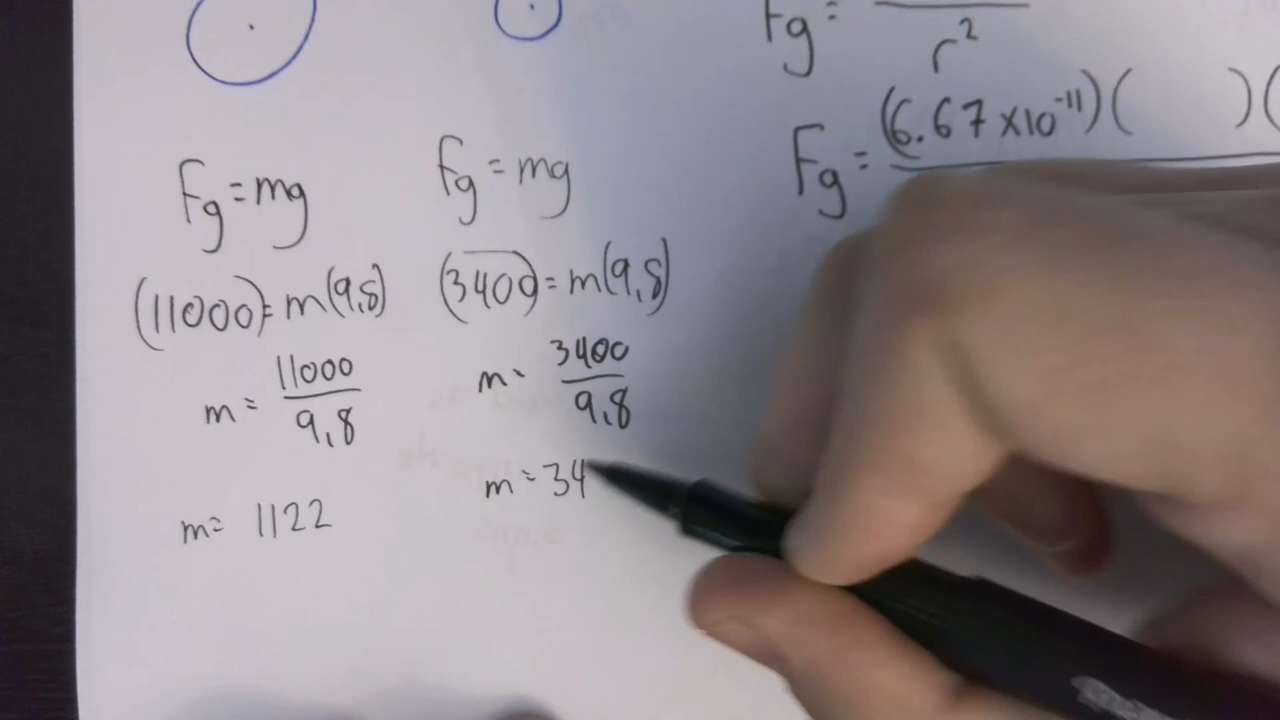 Fg = mg
(11000) = m(9,8)
m = 11000 / 9,8
m = 1122
Fg = mg
(3400) = m(9,8)
m = 3400 / 9,8
m = 34
Fg = / r²
Fg = (6.67×10⁻¹¹)( )(